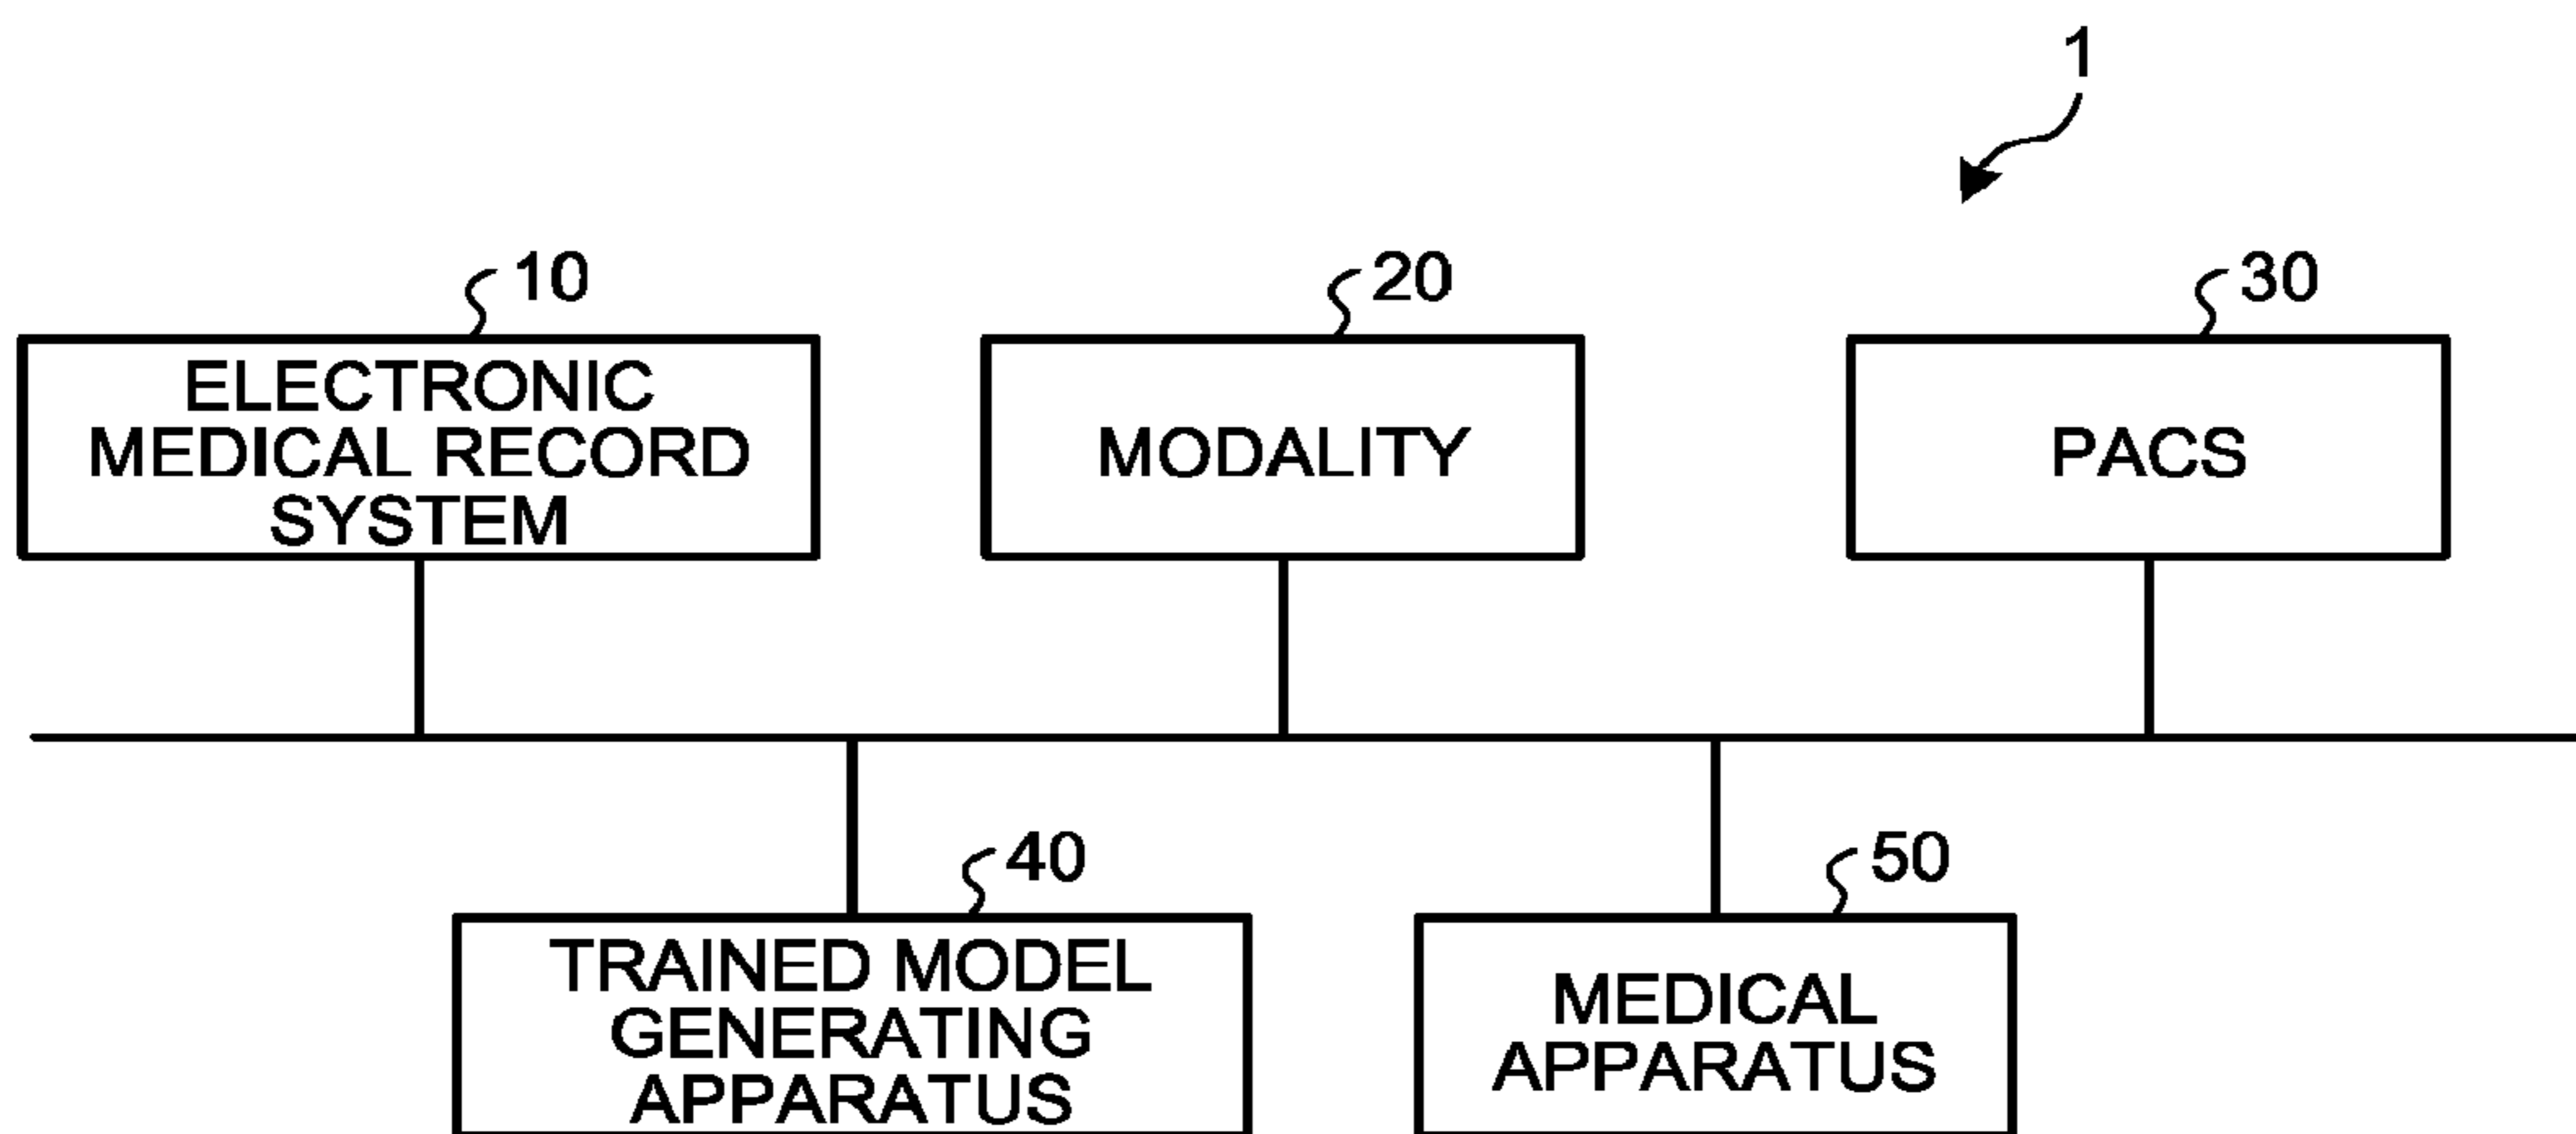 1
10
20
30
ELECTRONIC
MEDICAL RECORD
SYSTEM
MODALITY
PACS
40
50
TRAINED MODEL
GENERATING
APPARATUS
MEDICAL
APPARATUS